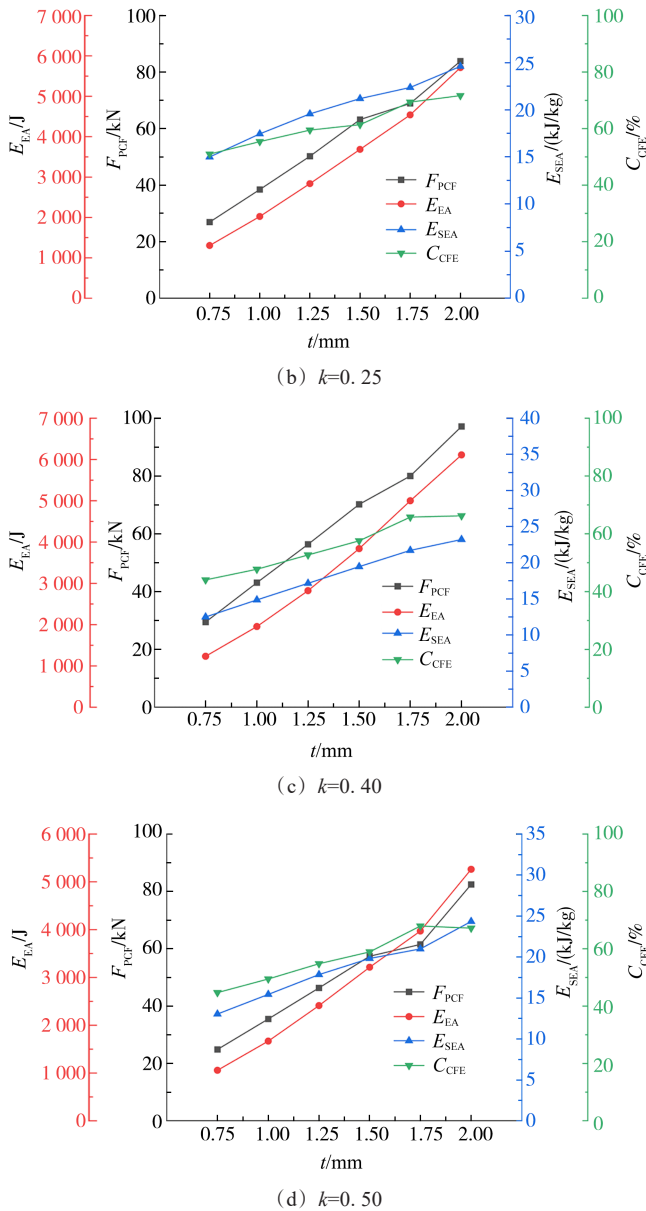 7 000
6 000
5 000
4 000
3 000
2 000
1 000
0
E_EA/J
100
80
60
40
20
0
F_PCF/kN
30
25
20
15
10
5
0
E_SEA/(kJ/kg)
100
80
60
40
20
0
C_CFE/%
F_PCF
E_EA
E_SEA
C_CFE
0.75 1.00 1.25 1.50 1.75 2.00
t/mm
(b) k=0.25
7 000
6 000
5 000
4 000
3 000
2 000
1 000
0
E_EA/J
100
80
60
40
20
0
F_PCF/kN
40
35
30
25
20
15
10
5
0
E_SEA/(kJ/kg)
100
80
60
40
20
0
C_CFE/%
F_PCF
E_EA
E_SEA
C_CFE
0.75 1.00 1.25 1.50 1.75 2.00
t/mm
(c) k=0.40
6 000
5 000
4 000
3 000
2 000
1 000
0
E_EA/J
100
80
60
40
20
0
F_PCF/kN
35
30
25
20
15
10
5
0
E_SEA/(kJ/kg)
100
80
60
40
20
0
C_CFE/%
F_PCF
E_EA
E_SEA
C_CFE
0.75 1.00 1.25 1.50 1.75 2.00
t/mm
(d) k=0.50